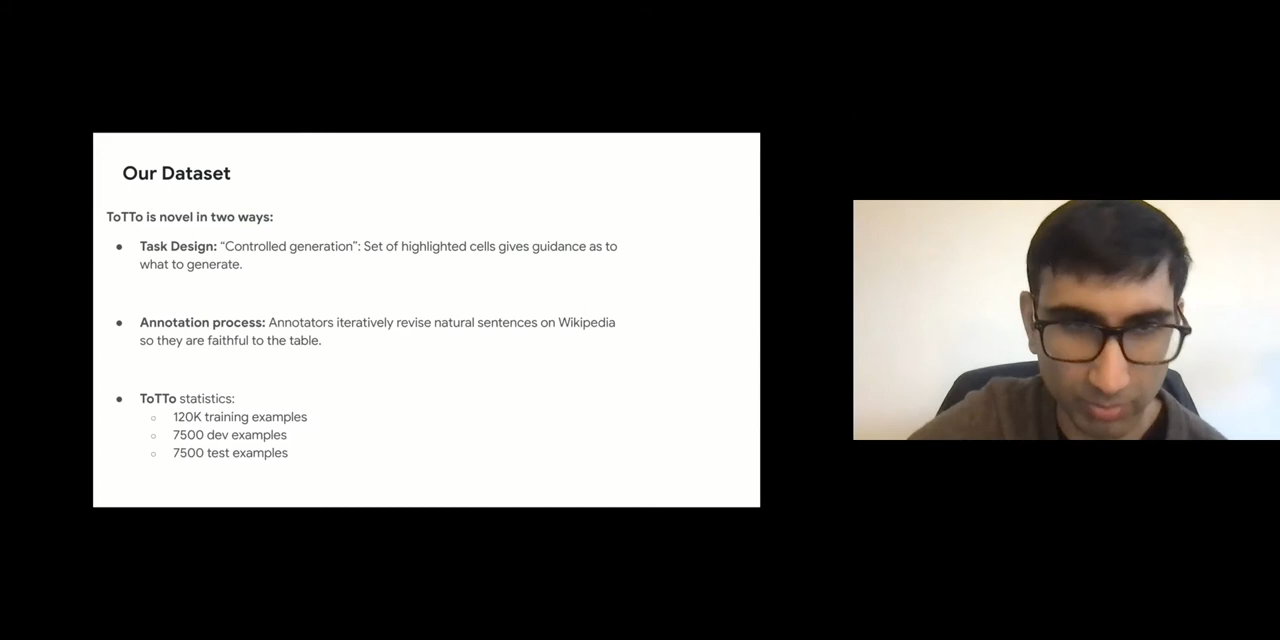 Our Dataset
ToTTo is novel in two ways:
● Task Design: “Controlled generation”: Set of highlighted cells gives guidance as to
what to generate.
● Annotation process: Annotators iteratively revise natural sentences on Wikipedia
so they are faithful to the table.
● ToTTo statistics:
○ 120K training examples
○ 7500 dev examples
○ 7500 test examples